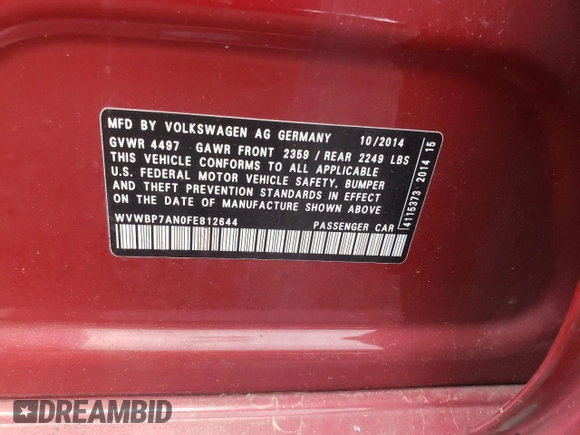 MFD BY VOLKSWAGEN AG GERMANY 10/2014
GVWR 4497 GAWR FRONT 2359 / REAR 2249 LBS
THIS VEHICLE CONFORMS TO ALL APPLICABLE
U.S. FEDERAL MOTOR VEHICLE SAFETY, BUMPER
AND THEFT PREVENTION STANDARDS IN EFFECT
ON THE DATE OF MANUFACTURE SHOWN ABOVE.
WVWBP7AN0FE812644 PASSENGER CAR
4115373 2014 15
DREAMBID